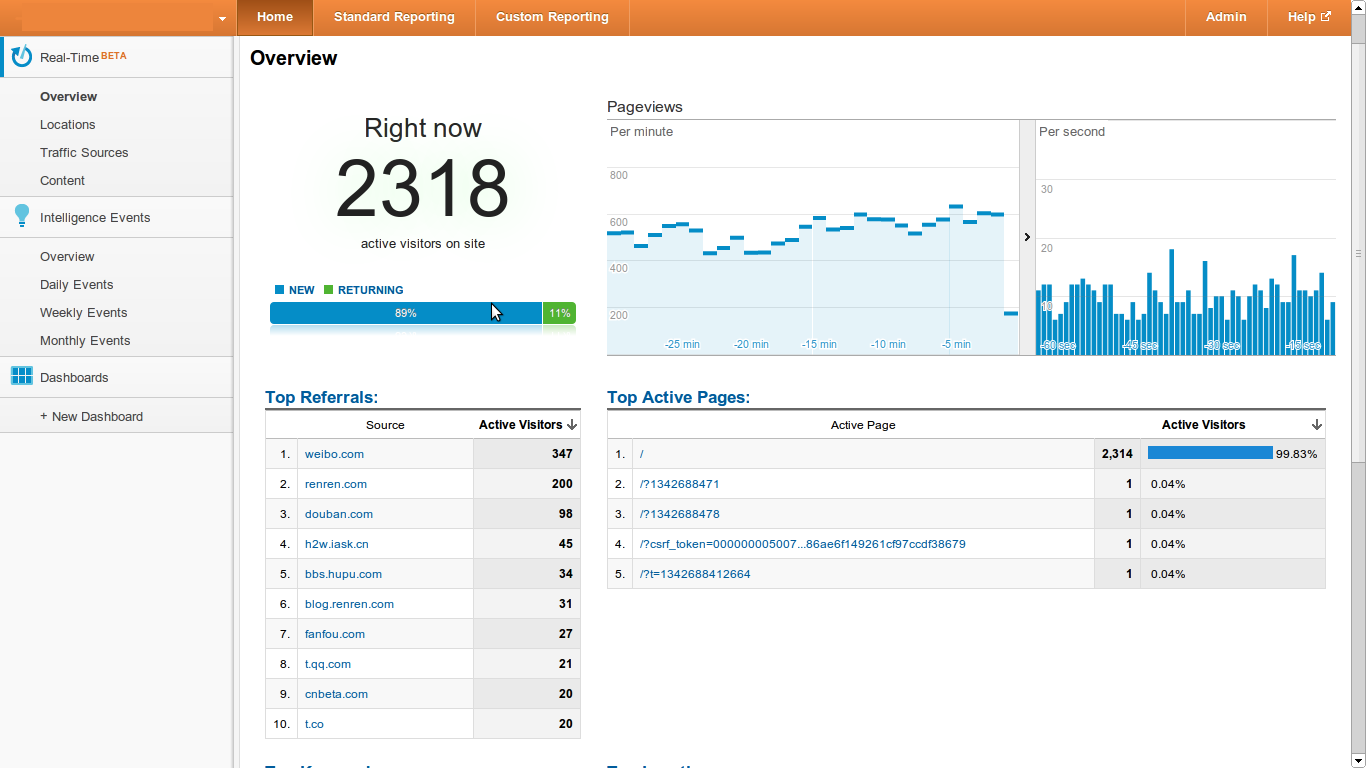 Home Standard Reporting Custom Reporting Admin Help
Real-Time BETA
Overview
Locations
Traffic Sources
Content
Intelligence Events
Overview
Daily Events
Weekly Events
Monthly Events
Dashboards
+ New Dashboard
Overview
Right now
2318
active visitors on site
NEW RETURNING
89% 11%
Pageviews
Per minute
800
600
400
200
-25 min -20 min -15 min -10 min -5 min
Per second
30
20
10
-60 sec -45 sec -30 sec -15 sec
Top Referrals:
Source Active Visitors
1. weibo.com 347
2. renren.com 200
3. douban.com 98
4. h2w.iask.cn 45
5. bbs.hupu.com 34
6. blog.renren.com 31
7. fanfou.com 27
8. t.qq.com 21
9. cnbeta.com 20
10. t.co 20
Top Active Pages:
Active Page Active Visitors
1. / 2,314 99.83%
2. /?1342688471 1 0.04%
3. /?1342688478 1 0.04%
4. /?csrf_token=000000005007...86ae6f149261cf97ccdf38679 1 0.04%
5. /?t=1342688412664 1 0.04%